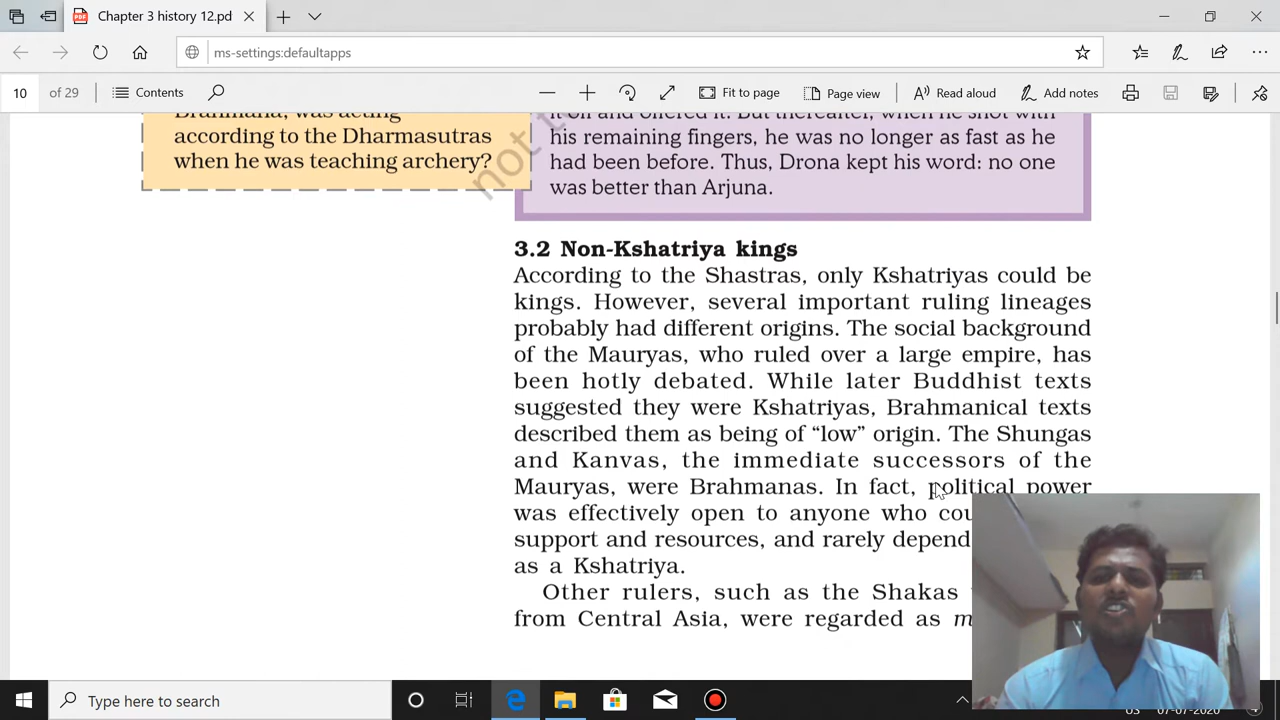 Chapter 3 history 12.pd
ms-settings:defaultapps
10 of 29 Contents Fit to page Page view Read aloud Add notes
Brahmana, was acting
according to the Dharmasutras
when he was teaching archery?
it off and offered it. But thereafter, when he shot with
his remaining fingers, he was no longer as fast as he
had been before. Thus, Drona kept his word: no one
was better than Arjuna.
not t
3.2 Non-Kshatriya kings
According to the Shastras, only Kshatriyas could be
kings. However, several important ruling lineages
probably had different origins. The social background
of the Mauryas, who ruled over a large empire, has
been hotly debated. While later Buddhist texts
suggested they were Kshatriyas, Brahmanical texts
described them as being of “low” origin. The Shungas
and Kanvas, the immediate successors of the
Mauryas, were Brahmanas. In fact, political power
was effectively open to anyone who cou
support and resources, and rarely depend
as a Kshatriya.
Other rulers, such as the Shakas
from Central Asia, were regarded as m
Type here to search
US 07-07-2020